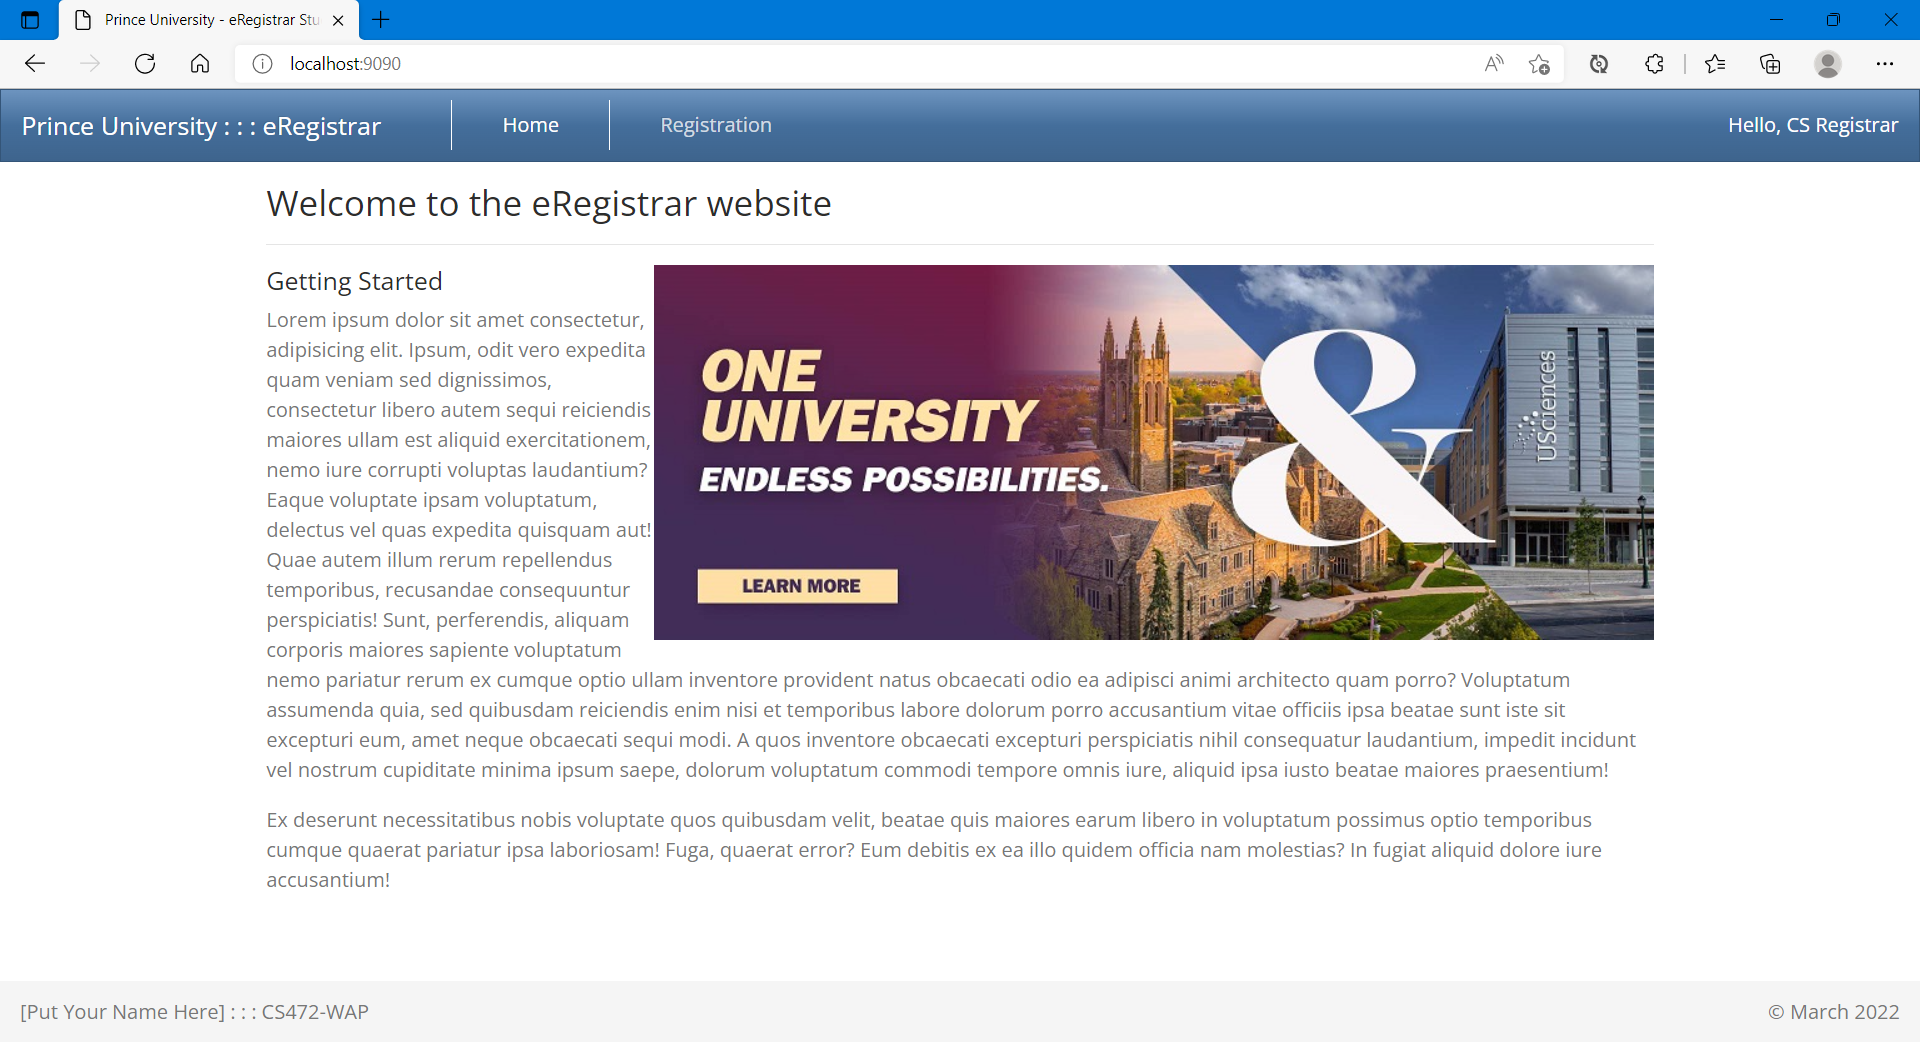 Prince University - eRegistrar Stu
localhost:9090
Prince University : : : eRegistrar
Home
Registration
Hello, CS Registrar
Welcome to the eRegistrar website
Getting Started
Lorem ipsum dolor sit amet consectetur,
adipisicing elit. Ipsum, odit vero expedita
quam veniam sed dignissimos,
consectetur libero autem sequi reiciendis
maiores ullam est aliquid exercitationem,
nemo iure corrupti voluptas laudantium?
Eaque voluptate ipsam voluptatum,
delectus vel quas expedita quisquam aut!
Quae autem illum rerum repellendus
temporibus, recusandae consequuntur
perspiciatis! Sunt, perferendis, aliquam
corporis maiores sapiente voluptatum
nemo pariatur rerum ex cumque optio ullam inventore provident natus obcaecati odio ea adipisci animi architecto quam porro? Voluptatum
assumenda quia, sed quibusdam reiciendis enim nisi et temporibus labore dolorum porro accusantium vitae officiis ipsa beatae sunt iste sit
excepturi eum, amet neque obcaecati sequi modi. A quos inventore obcaecati excepturi perspiciatis nihil consequatur laudantium, impedit incidunt
vel nostrum cupiditate minima ipsum saepe, dolorum voluptatum commodi tempore omnis iure, aliquid ipsa iusto beatae maiores praesentium!
ONE
UNIVERSITY
ENDLESS POSSIBILITIES.
LEARN MORE
&
USciences
Ex deserunt necessitatibus nobis voluptate quos quibusdam velit, beatae quis maiores earum libero in voluptatum possimus optio temporibus
cumque quaerat pariatur ipsa laboriosam! Fuga, quaerat error? Eum debitis ex ea illo quidem officia nam molestias? In fugiat aliquid dolore iure
accusantium!
[Put Your Name Here] : : : CS472-WAP
© March 2022